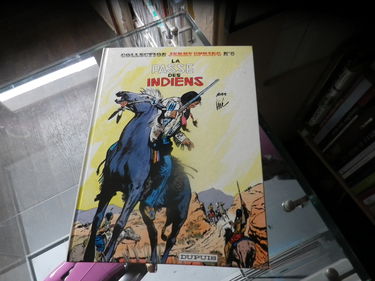 COLLECTION JERRY SPRING N°5
LA
PASSE
DES
INDIENS
DUPUIS